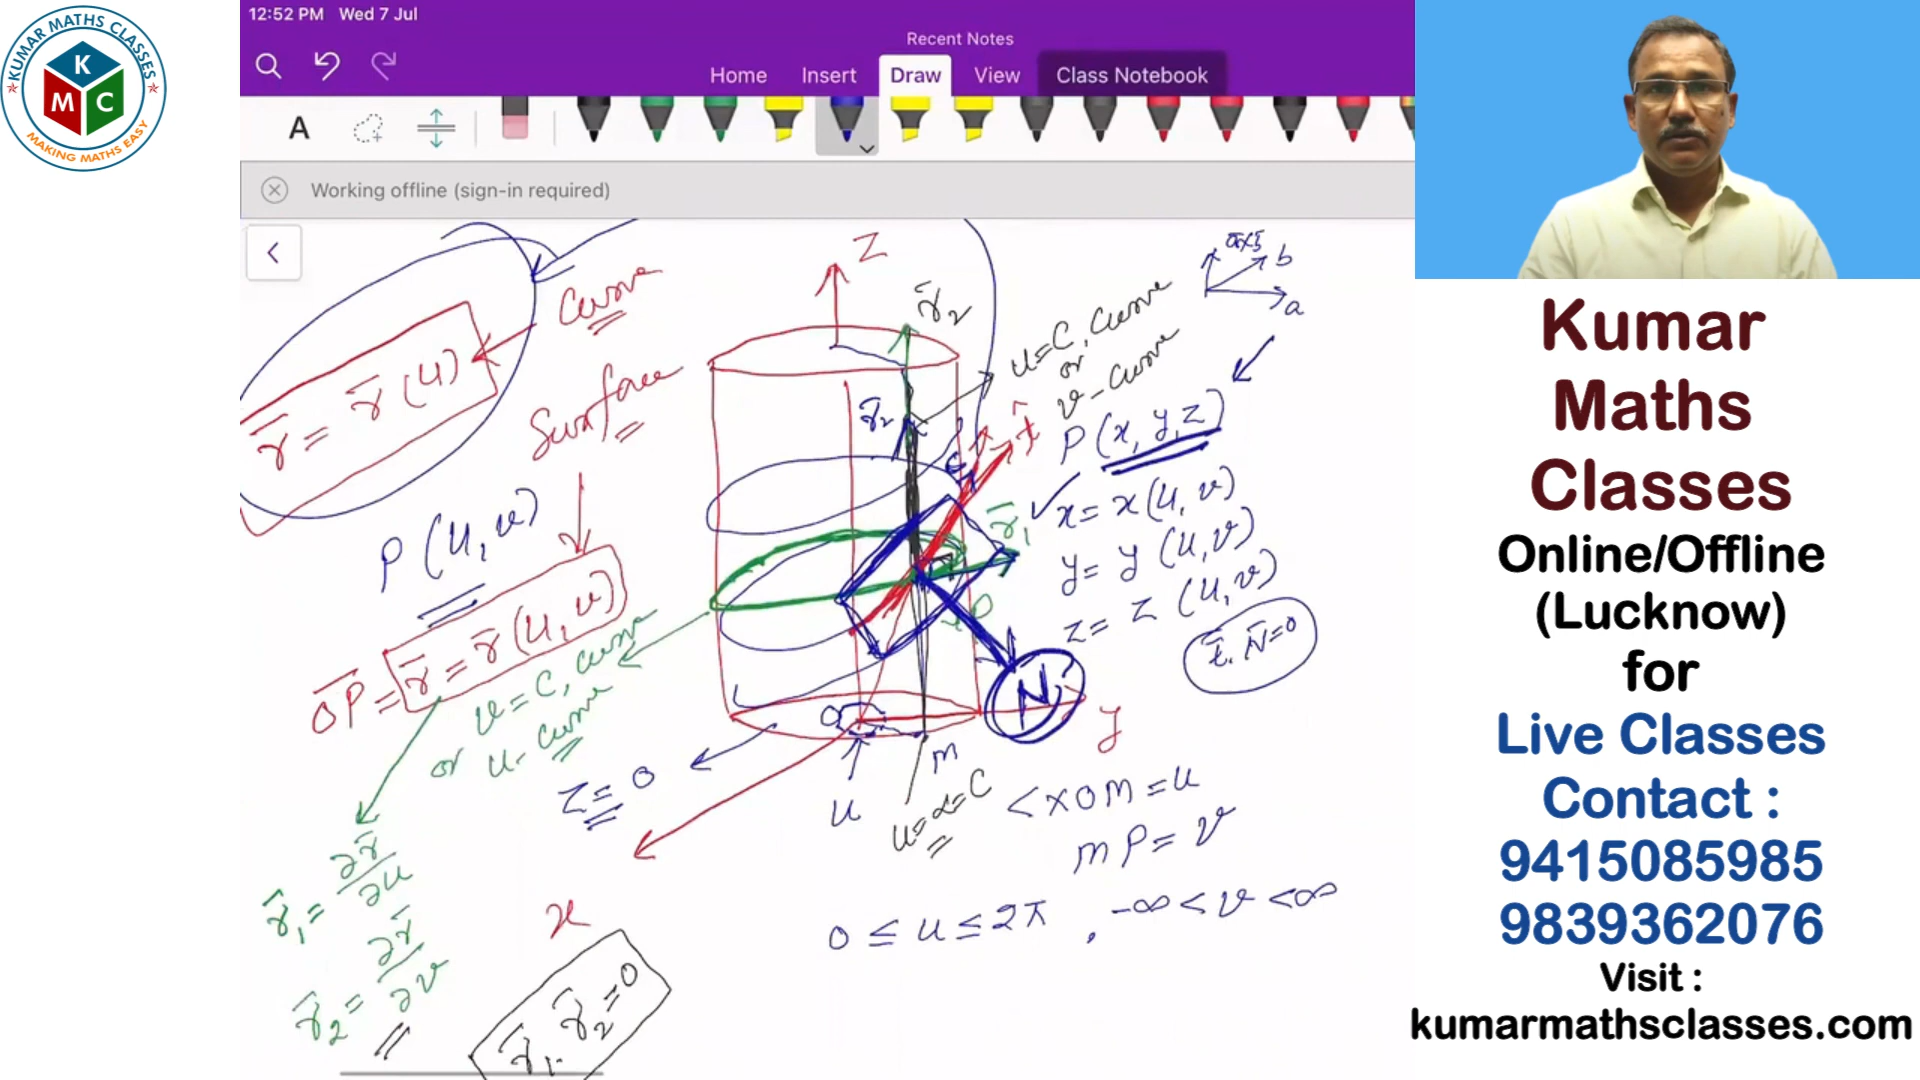 12:52 PM Wed 7 Jul
Recent Notes
Home Insert Draw View Class Notebook
A
Working offline (sign-in required)
KUMAR MATHS CLASSES
K
M C
MAKING MATHS EASY
Curve
r̄ = r̄(u)
Surface
P(u,v)
OP̄ = r̄ = r̄(u,v)
v=C, curve
or u-curve
r̄₁ = ∂r̄/∂u
r̄₂ = ∂r̄/∂v
r̄₁.r̄₂=0
Z
r̄₂
r̄₂
u=C, curve
or
v-curve
b
a
P(x,y,z)
x=x(u,v)
y=y(u,v)
z=z(u,v)
t̄.N̄=0
t̄
r̄₁
P
N
y
O
m
u
z=0
x
u=α=C
<xom=u
mP=v
0≤u≤2π, -∞<v<∞
Kumar
Maths
Classes
Online/Offline
(Lucknow)
for
Live Classes
Contact :
9415085985
9839362076
Visit :
kumarmathsclasses.com